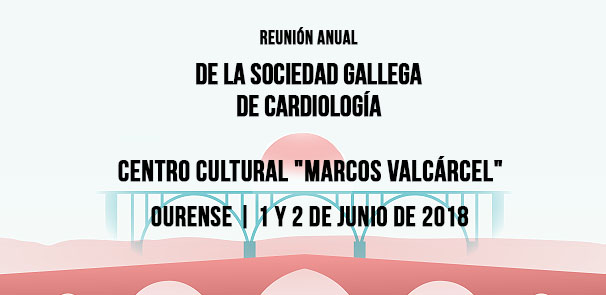 REUNIÓN ANUAL
DE LA SOCIEDAD GALLEGA
DE CARDIOLOGÍA
CENTRO CULTURAL "MARCOS VALCÁRCEL"
OURENSE | 1 Y 2 DE JUNIO DE 2018